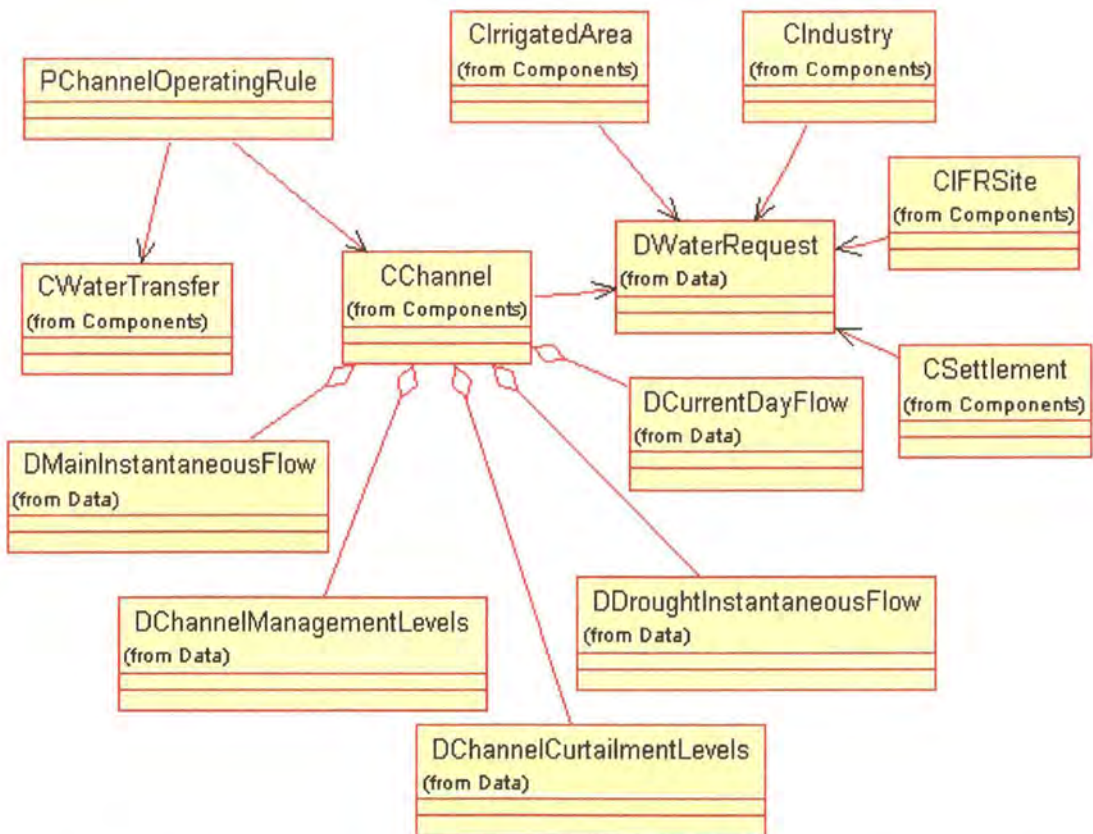 PChannelOperatingRule
CIrrigatedArea
(from Components)
CIndustry
(from Components)
CIFRSite
(from Components)
CWaterTransfer
(from Components)
CChannel
(from Components)
DWaterRequest
(from Data)
CSettlement
(from Components)
DCurrentDayFlow
(from Data)
DMainInstantaneousFlow
(from Data)
DChannelManagementLevels
(from Data)
DDroughtInstantaneousFlow
(from Data)
DChannelCurtailmentLevels
(from Data)